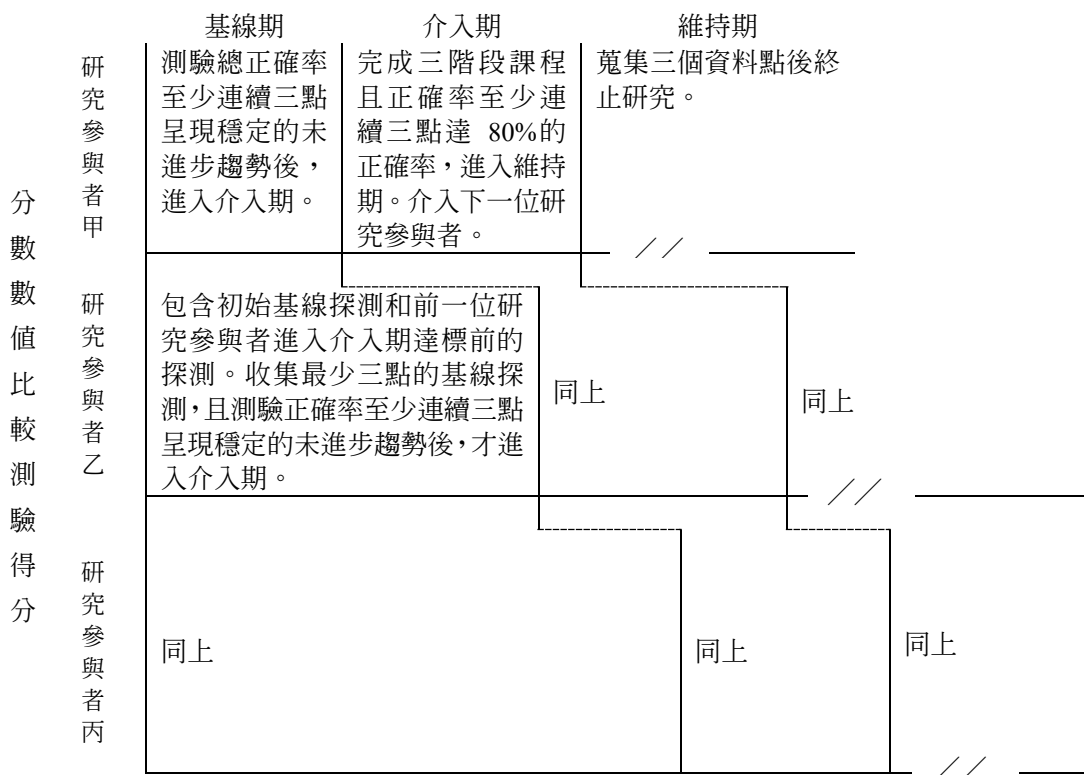 基線期 介入期 維持期
分數數值比較測驗得分
研究參與者甲
測驗總正確率
至少連續三點
呈現穩定的未
進步趨勢後，
進入介入期。
完成三階段課程
且正確率至少連
續三點達 80%的
正確率，進入維持
期。介入下一位研
究參與者。
蒐集三個資料點後終
止研究。
研究參與者乙
包含初始基線探測和前一位研
究參與者進入介入期達標前的
探測。收集最少三點的基線探
測，且測驗正確率至少連續三點
呈現穩定的未進步趨勢後，才進
入介入期。
同上
同上
研究參與者丙
同上
同上
同上